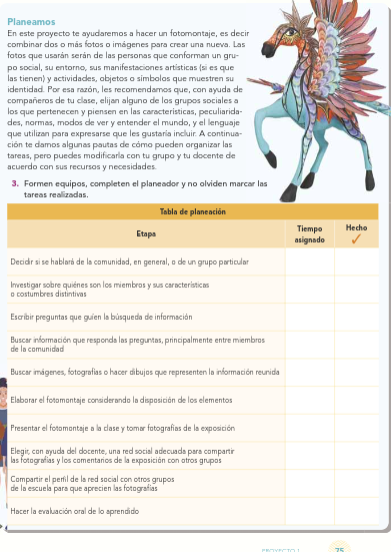 Planeamos
En este proyecto te ayudaremos a hacer un fotomontaje, es decir
combinar dos o más fotos o imágenes para crear una nueva. Las
fotos que usarán serán de las personas que conforman un gru-
po social, su entorno, sus manifestaciones artísticas (si es que
las tienen) y actividades, objetos o símbolos que muestren su
identidad. Por esa razón, les recomendamos que, con ayuda de
compañeros de tu clase, elijan alguno de los grupos sociales a
los que pertenecen y piensen en las características, peculiarida-
des, normas, modos de ver y entender el mundo, y el lenguaje
que utilizan para expresarse que les gustaría incluir. A continua-
ción te damos algunas pautas de cómo pueden organizar las
tareas, pero puedes modificarla con tu grupo y tu docente de
acuerdo con sus recursos y necesidades.
3. Formen equipos, completen el planeador y no olviden marcar las
tareas realizadas.
Tabla de planeación
Etapa
Tiempo
asignado
Hecho
✓
Decidir si se hablará de la comunidad, en general, o de un grupo particular
Investigar sobre quiénes son los miembros y sus características
o costumbres distintivas
Escribir preguntas que guíen la búsqueda de información
Buscar información que responda las preguntas, principalmente entre miembros
de la comunidad
Buscar imágenes, fotografías o hacer dibujos que representen la información reunida
Elaborar el fotomontaje considerando la disposición de los elementos
Presentar el fotomontaje a la clase y tomar fotografías de la exposición
Elegir, con ayuda del docente, una red social adecuada para compartir
las fotografías y los comentarios de la exposición con otros grupos
Compartir el perfil de la red social con otros grupos
de la escuela para que aprecien las fotografías
Hacer la evaluación oral de lo aprendido
PROYECTO 1
75